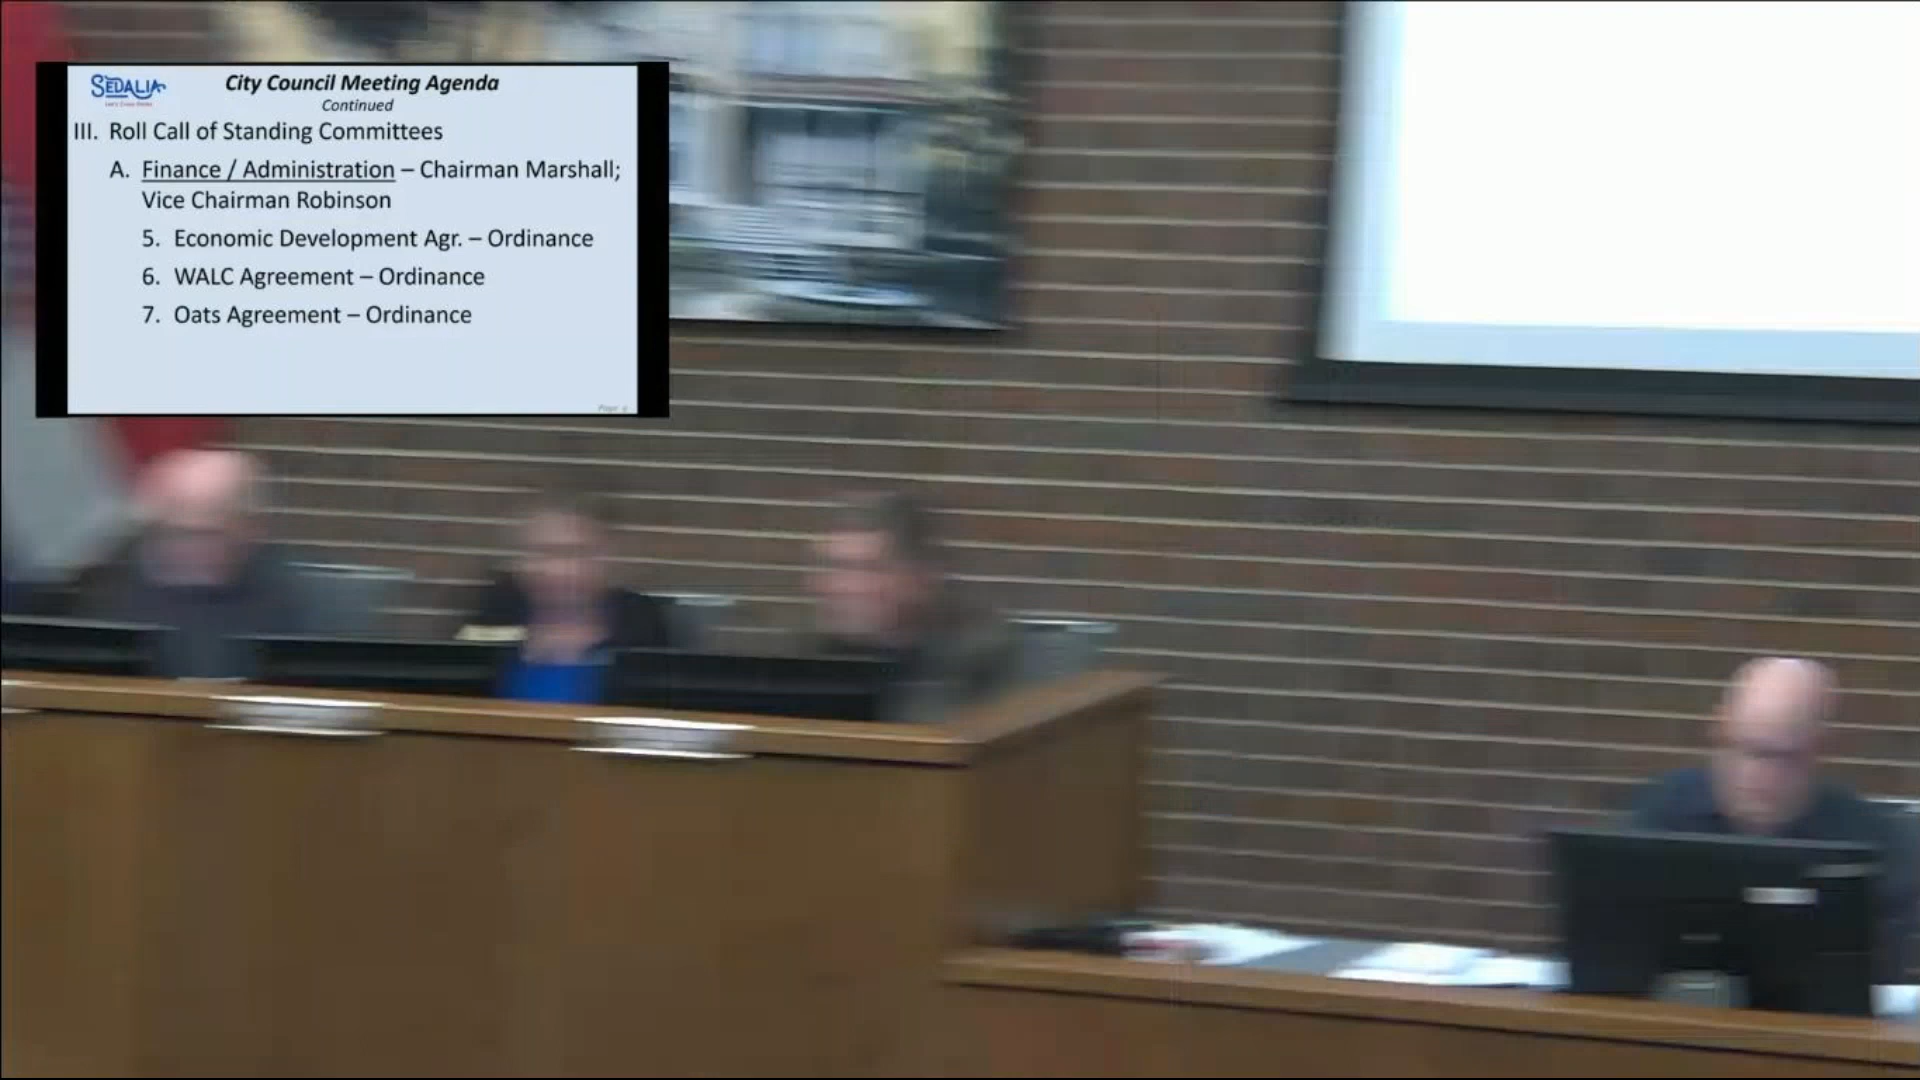 SEDALIA
City Council Meeting Agenda
Continued
III. Roll Call of Standing Committees
A. Finance / Administration – Chairman Marshall;
Vice Chairman Robinson
5. Economic Development Agr. – Ordinance
6. WALC Agreement – Ordinance
7. Oats Agreement – Ordinance